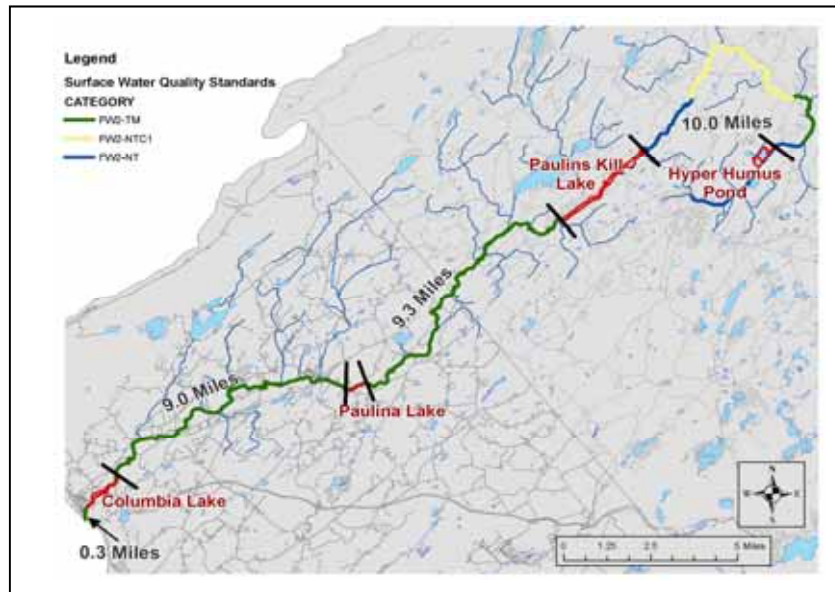 Legend
Surface Water Quality Standards
CATEGORY
FW2-TM
FW2-NTC1
FW2-NT
10.0 Miles
Paulins Kill
Lake
Hyper Humus
Pond
9.3 Miles
9.0 Miles
Paulina Lake
Columbia Lake
0.3 Miles
N
W
E
S
0 1.25 2.5 5 Miles